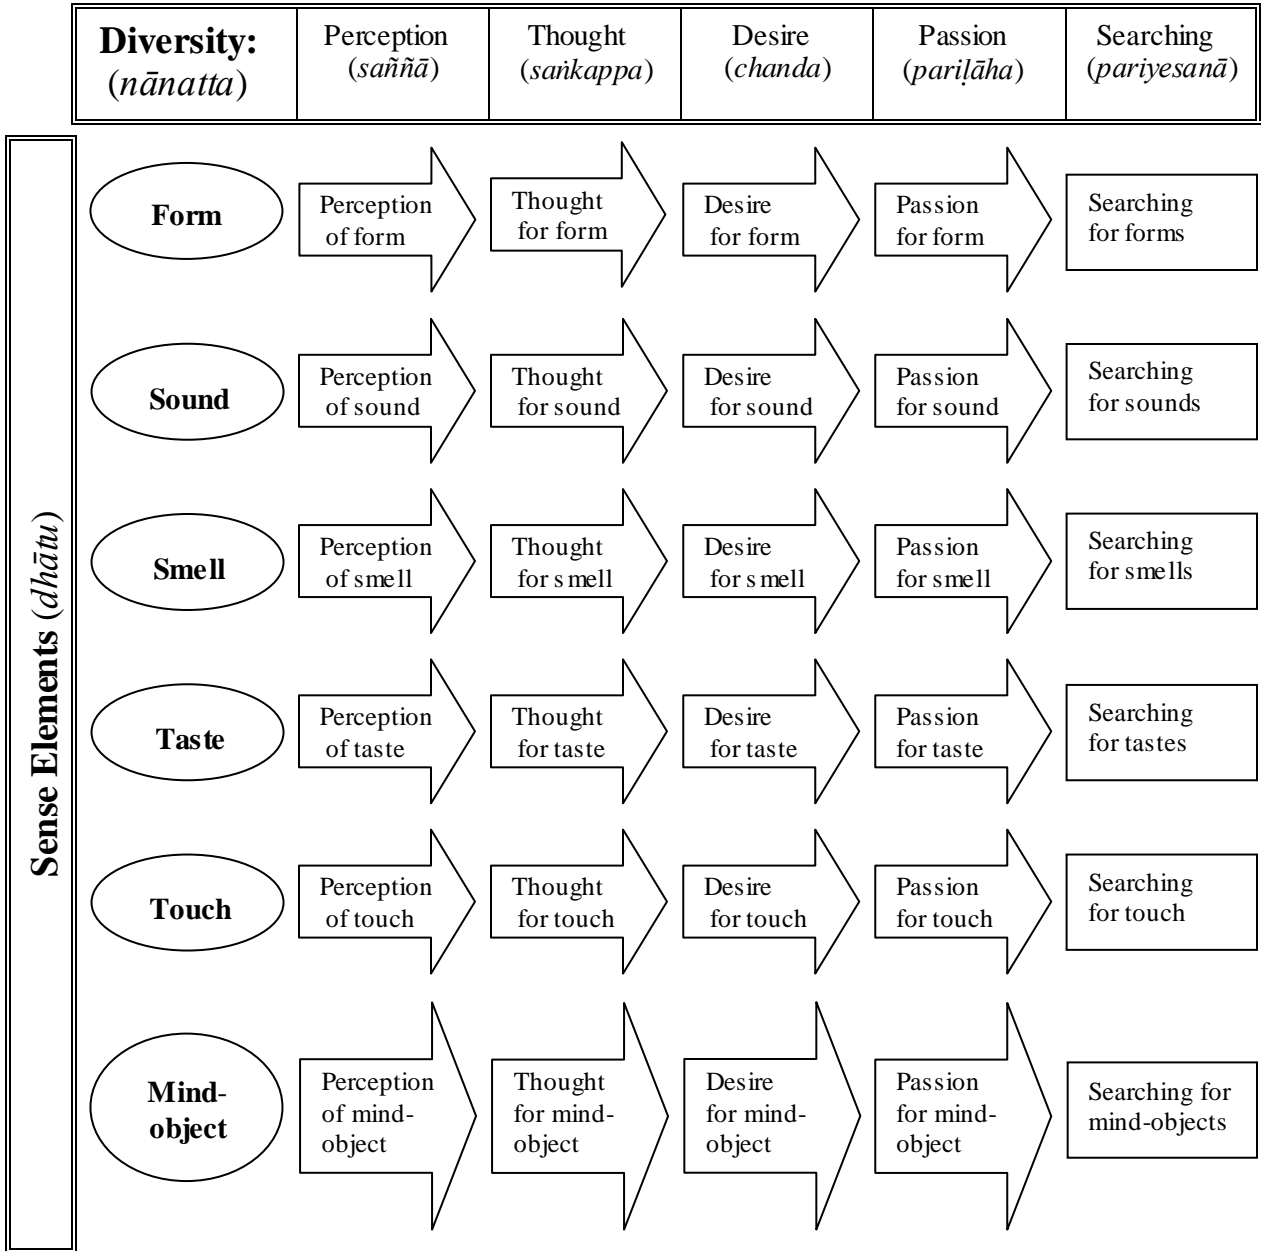 Diversity:
(nānatta)
Perception
(saññā)
Thought
(saṅkappa)
Desire
(chanda)
Passion
(pariḷāha)
Searching
(pariyesanā)
Sense Elements (dhātu)
Form
Perception
of form
Thought
for form
Desire
for form
Passion
for form
Searching
for forms
Sound
Perception
of sound
Thought
for sound
Desire
for sound
Passion
for sound
Searching
for sounds
Smell
Perception
of smell
Thought
for smell
Desire
for smell
Passion
for smell
Searching
for smells
Taste
Perception
of taste
Thought
for taste
Desire
for taste
Passion
for taste
Searching
for tastes
Touch
Perception
of touch
Thought
for touch
Desire
for touch
Passion
for touch
Searching
for touch
Mind-
object
Perception
of mind-
object
Thought
for mind-
object
Desire
for mind-
object
Passion
for mind-
object
Searching for
mind-objects